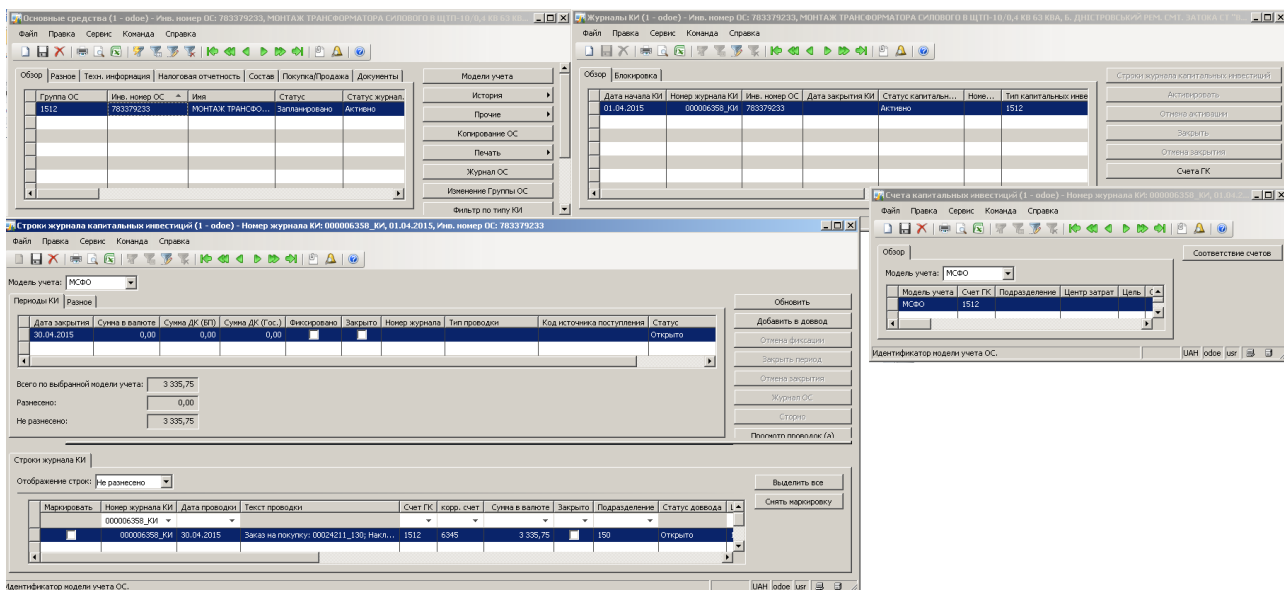 Основные средства (1 - odoe) - Инв. номер ОС: 783379233, МОНТАЖ ТРАНСФОРМАТОРА СИЛОВОГО В ЩТП-10/0,4 КВ 63 КВ...
Файл Правка Сервис Команда Справка
Обзор Разное Техн. информация Налоговая отчетность Состав Покупка/Продажа Документы
Группа ОС Инв. номер ОС Имя Статус Статус журнал.
1512 783379233 МОНТАЖ ТРАНСФО... Запланировано Активно
Модели учета
История
Прочие
Копирование ОС
Печать
Журнал ОС
Изменение Группы ОС
Фильтр по типу КИ
Журналы КИ (1 - odoe) - Инв. номер ОС: 783379233, МОНТАЖ ТРАНСФОРМАТОРА СИЛОВОГО В ЩТП-10/0,4 КВ 63 КВА, Б. ДНІСТРОВСЬКИЙ РЕМ. СМТ. ЗАТОКА СТ
Файл Правка Сервис Команда Справка
Обзор Блокировка
Дата начала КИ Номер журнала КИ Инв. номер ОС Дата закрытия КИ Статус капитальн... Номе... Тип капитальных инве
01.04.2015 000006358_КИ 783379233 Активно 1512
Строки журнала капитальных инвестиций
Активировать
Отмена активации
Закрыть
Отмена закрытия
Счета ГК
Строки журнала капитальных инвестиций (1 - odoe) - Номер журнала КИ: 000006358_КИ, 01.04.2015, Инв. номер ОС: 783379233
Файл Правка Сервис Команда Справка
Модель учета: МСФО
Периоды КИ Разное
Дата закрытия Сумма в валюте Сумма ДК (БП) Сумма ДК (Гос.) Фиксировано Закрыто Номер журнала Тип проводки Код источника поступления Статус
30.04.2015 0,00 0,00 0,00 Открыто
Всего по выбранной модели учета: 3 335,75
Разнесено: 0,00
Не разнесено: 3 335,75
Обновить
Добавить в доввод
Отмена фиксации
Закрыть период
Отмена закрытия
Журнал ОС
Сторно
Просмотр проводок (а)
Строки журнала КИ
Отображение строк: Не разнесено
Выделить все
Снять маркировку
Маркировать Номер журнала КИ Дата проводки Текст проводки Счет ГК корр. счет Сумма в валюте Закрыто Подразделение Статус доввода
000006358_КИ
000006358_КИ 30.04.2015 Заказ на покупку: 00024211_130; Накл... 1512 6345 3 335,75 150 Открыто
Идентификатор модели учета ОС. UAH odoe usr
Счета капитальных инвестиций (1 - odoe) - Номер журнала КИ: 000006358_КИ, 01.04.2...
Файл Правка Сервис Команда Справка
Обзор
Соответствие счетов
Модель учета: МСФО
Модель учета Счет ГК Подразделение Центр затрат Цель
МСФО 1512
Идентификатор модели учета ОС. UAH odoe usr